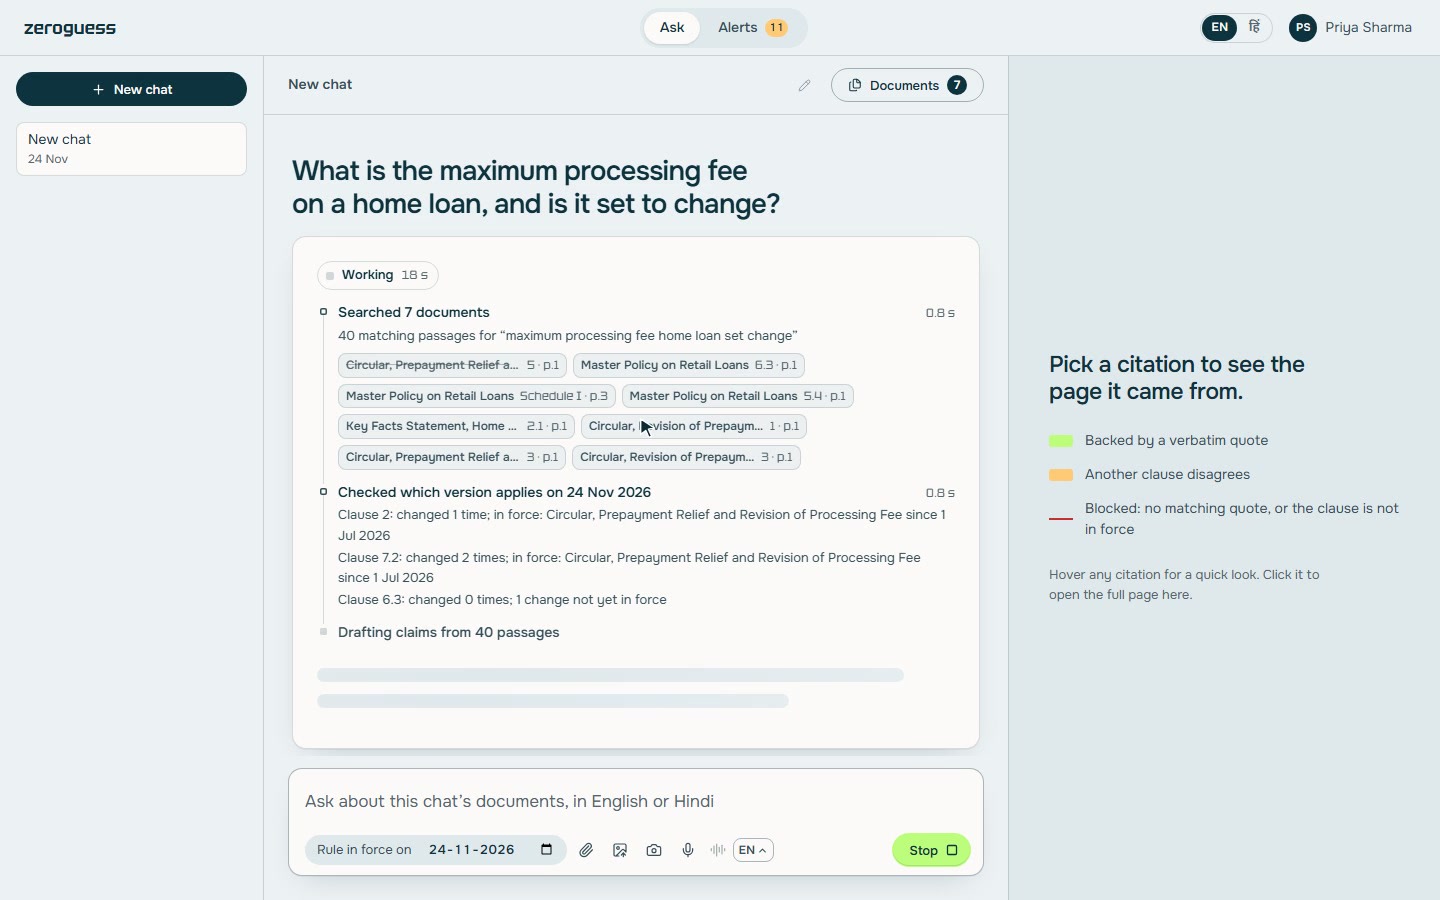 zeroguess
Ask
Alerts 11
EN हिं
PS Priya Sharma
New chat
New chat
24 Nov
New chat
Documents 7
What is the maximum processing fee
on a home loan, and is it set to change?
Working 18 s
Searched 7 documents 0.8 s
40 matching passages for “maximum processing fee home loan set change”
Circular, Prepayment Relief a... 5 · p.1 Master Policy on Retail Loans 6.3 · p.1
Master Policy on Retail Loans Schedule I · p.3 Master Policy on Retail Loans 5.4 · p.1
Key Facts Statement, Home ... 2.1 · p.1 Circular, vision of Prepaym... 1 · p.1
Circular, Prepayment Relief a... 3 · p.1 Circular, Revision of Prepaym... 3 · p.1
Checked which version applies on 24 Nov 2026 0.8 s
Clause 2: changed 1 time; in force: Circular, Prepayment Relief and Revision of Processing Fee since 1
Jul 2026
Clause 7.2: changed 2 times; in force: Circular, Prepayment Relief and Revision of Processing Fee
since 1 Jul 2026
Clause 6.3: changed 0 times; 1 change not yet in force
Drafting claims from 40 passages
Ask about this chat’s documents, in English or Hindi
Rule in force on 24-11-2026
EN
Stop
Pick a citation to see the
page it came from.
Backed by a verbatim quote
Another clause disagrees
Blocked: no matching quote, or the clause is not
in force
Hover any citation for a quick look. Click it to
open the full page here.